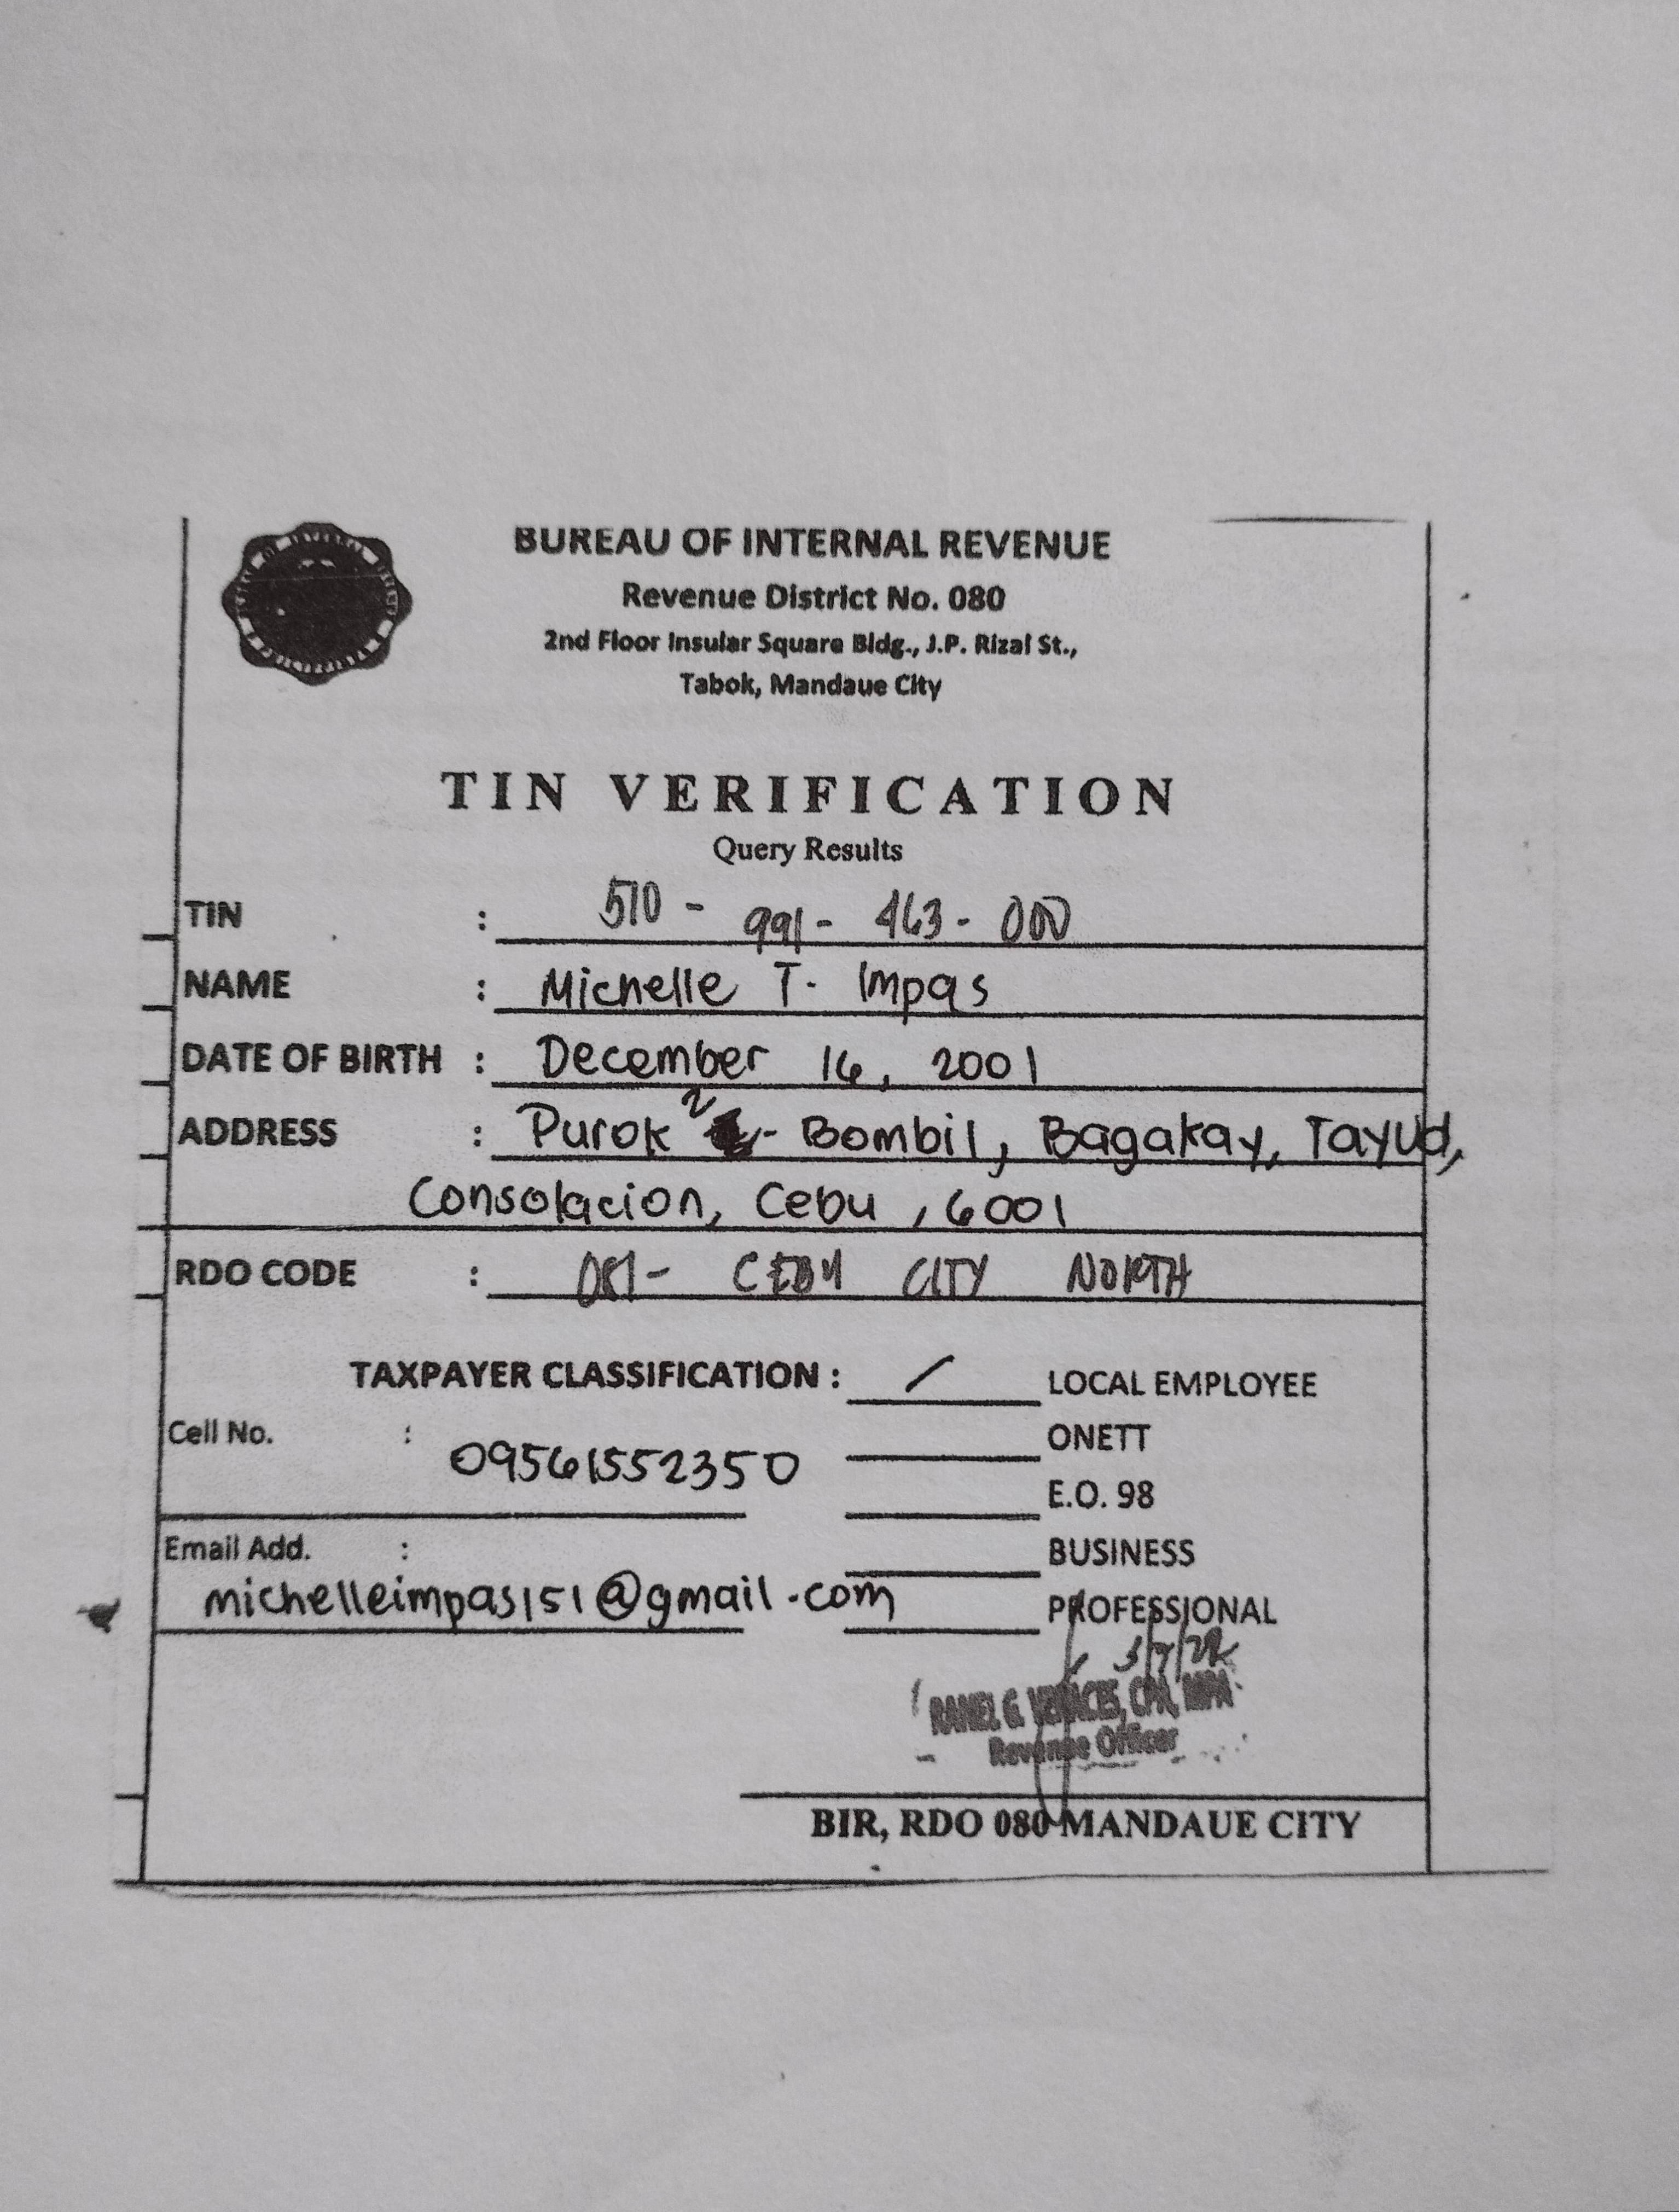 BUREAU OF INTERNAL REVENUE
Revenue District No. 080
2nd Floor Insular Square Bldg., J.P. Rizal St.,
Tabok, Mandaue City
TIN VERIFICATION
Query Results
TIN : 510 - 991 - 463 - 000
NAME : Michelle T. Impas
DATE OF BIRTH : December 16, 2001
ADDRESS : Purok 2 - Bombil, Bagakay, Tayud,
Consolacion, Cebu , 6001
RDO CODE : 081 - CEBU CITY NORTH
TAXPAYER CLASSIFICATION : / LOCAL EMPLOYEE
Cell No. : 09561552350
ONETT
E.O. 98
Email Add. :
BUSINESS
michelleimpas151@gmail.com
PROFESSIONAL
G. CPA, MPA
Revenue Officer
BIR, RDO 080 MANDAUE CITY